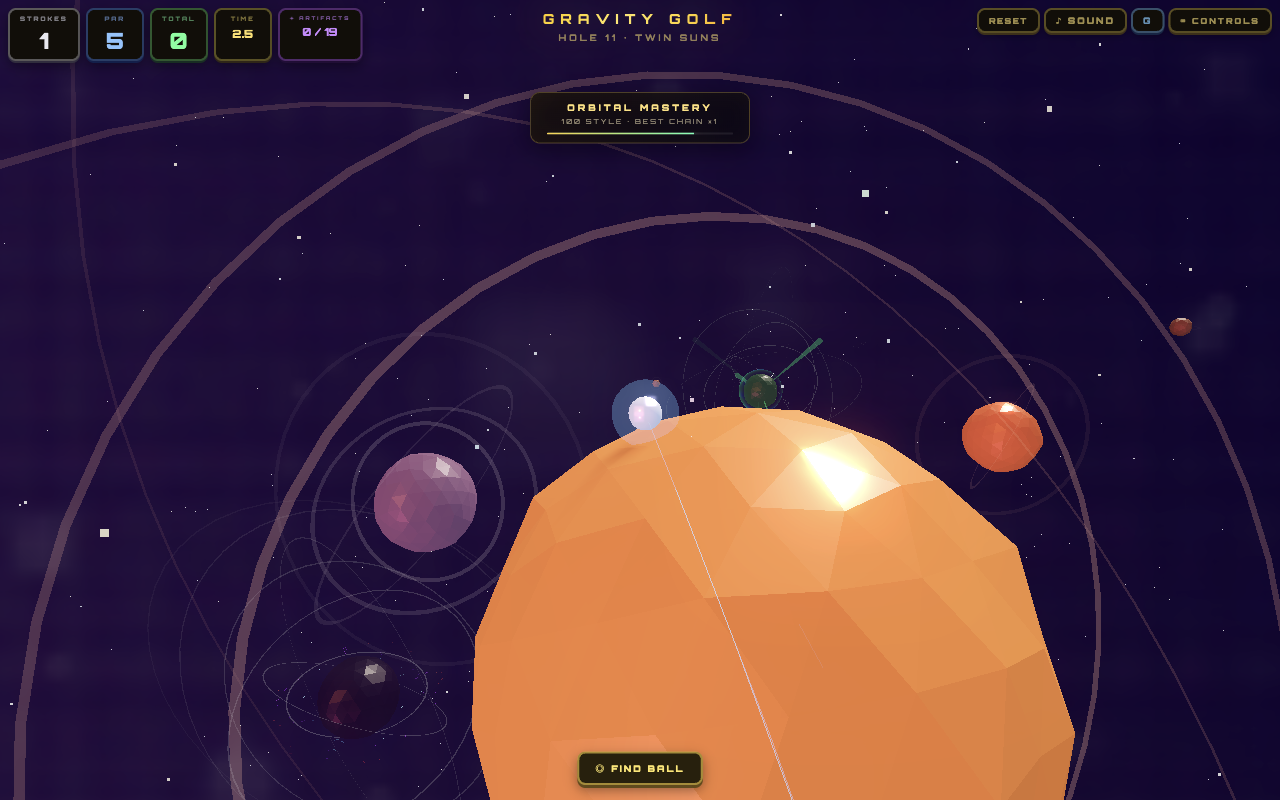 STROKES
1
PAR
5
TOTAL
0
TIME
2.5
✦ ARTIFACTS
0 / 19
GRAVITY GOLF
HOLE 11 · TWIN SUNS
RESET
♪ SOUND
G
≡ CONTROLS
ORBITAL MASTERY
100 STYLE · BEST CHAIN ×1
◎ FIND BALL